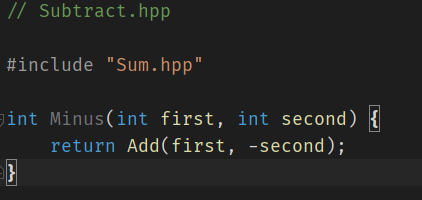 // Subtract.hpp
#include "Sum.hpp"
int Minus(int first, int second) {
    return Add(first, -second);
}